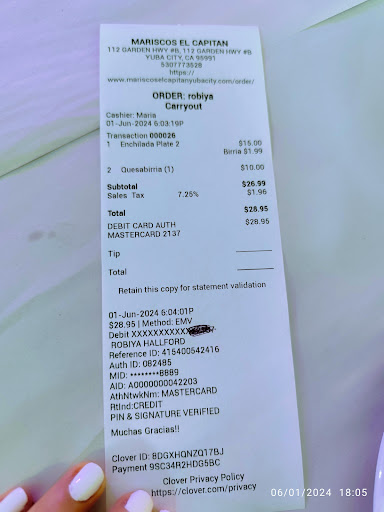 MARISCOS EL CAPITAN
112 GARDEN HWY #B, 112 GARDEN HWY #B
YUBA CITY, CA 95991
5307773528
https://
www.mariscoselcapitanyubacity.com/order/
ORDER: robiya
Carryout
Cashier: Maria
01-Jun-2024 6:03:19P
Transaction 000026
1 Enchilada Plate 2 $15.00
Birria $1.99
2 Quesabirria (1) $10.00
Subtotal $26.99
Sales Tax 7.25% $1.96
Total $28.95
DEBIT CARD AUTH $28.95
MASTERCARD 2137
Tip
Total
Retain this copy for statement validation
01-Jun-2024 6:04:01P
$28.95 | Method: EMV
Debit XXXXXXXXXXX
ROBIYA HALLFORD
Reference ID: 415400542416
Auth ID: 082485
MID: ********8889
AID: A0000000042203
AthNtwkNm: MASTERCARD
RtInd:CREDIT
PIN & SIGNATURE VERIFIED
Muchas Gracias!!
Clover ID: 8DGXHQNZQ17BJ
Payment 9SC34R2HDG5BC
Clover Privacy Policy
https://clover.com/privacy
06/01/2024 18:05